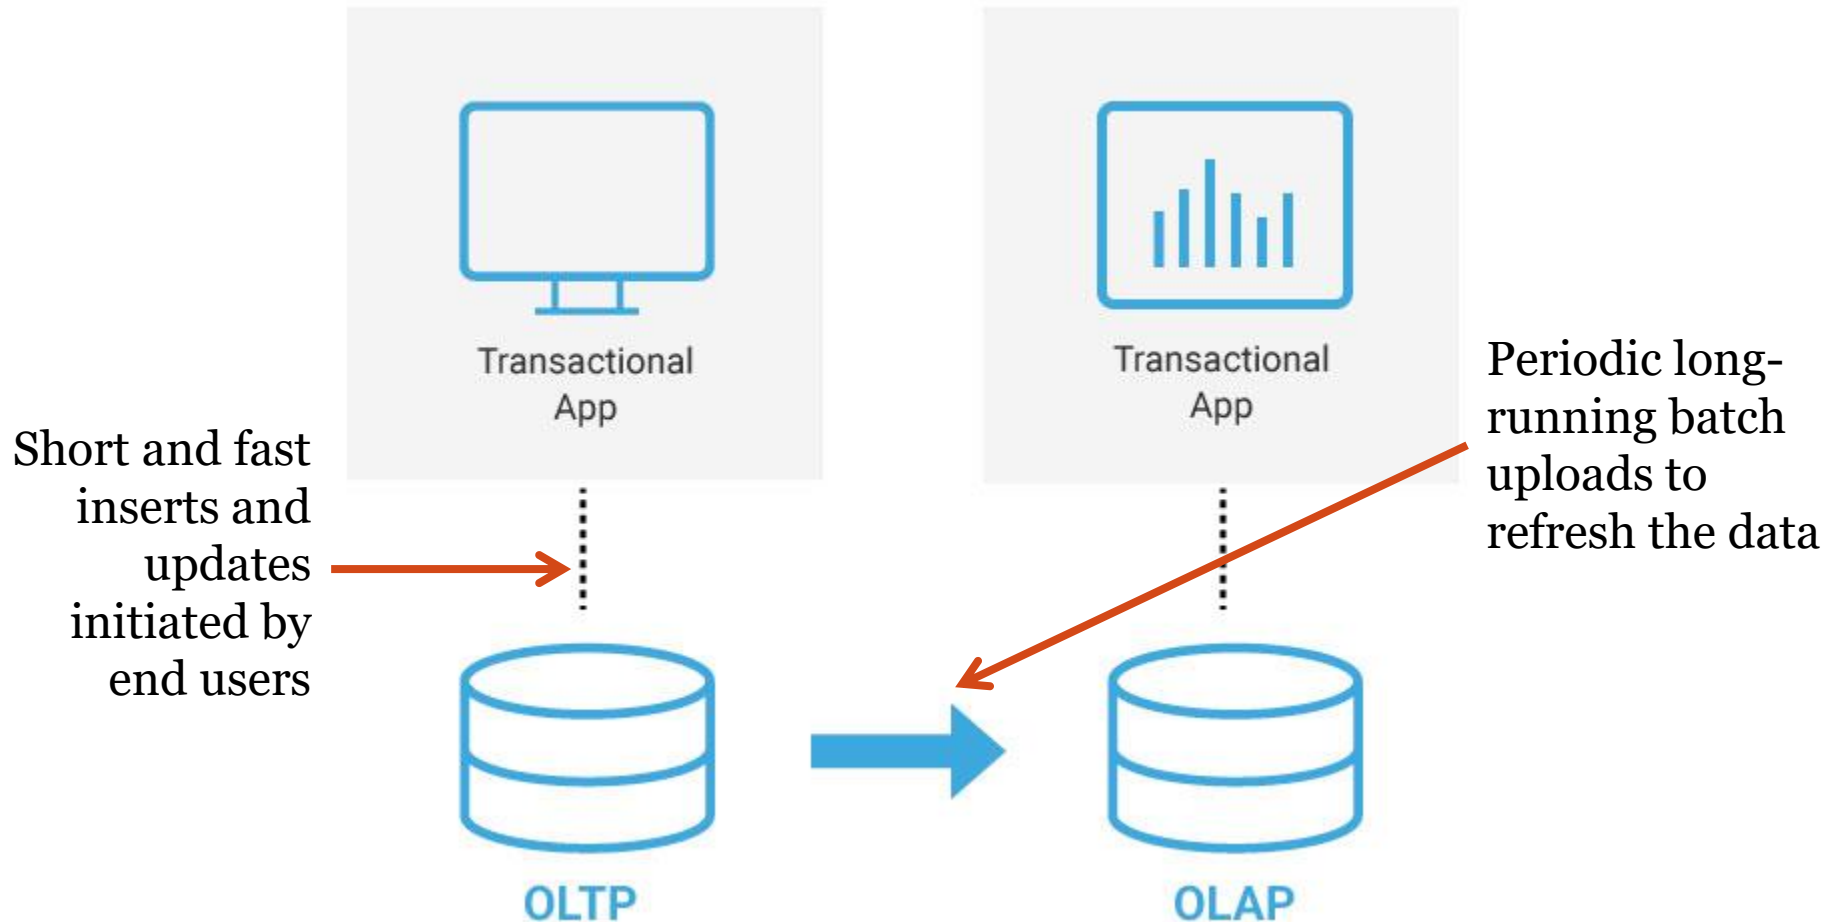 Transactional
App
Transactional
App
Short and fast
inserts and
updates
initiated by
end users
Periodic long-
running batch
uploads to
refresh the data
OLTP
OLAP